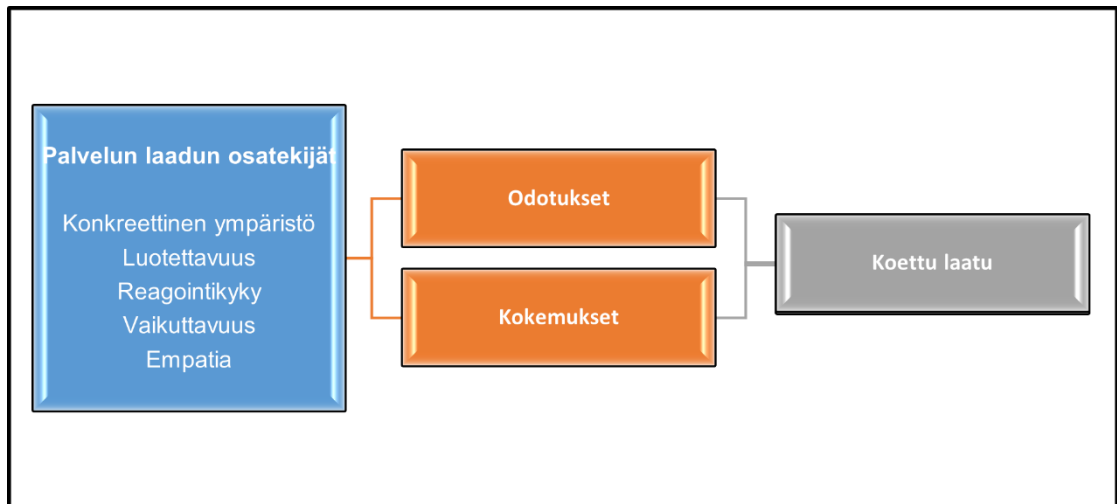 Palvelun laadun osatekijät
Konkreettinen ympäristö
Luotettavuus
Reagointikyky
Vaikuttavuus
Empatia
Odotukset
Kokemukset
Koettu laatu